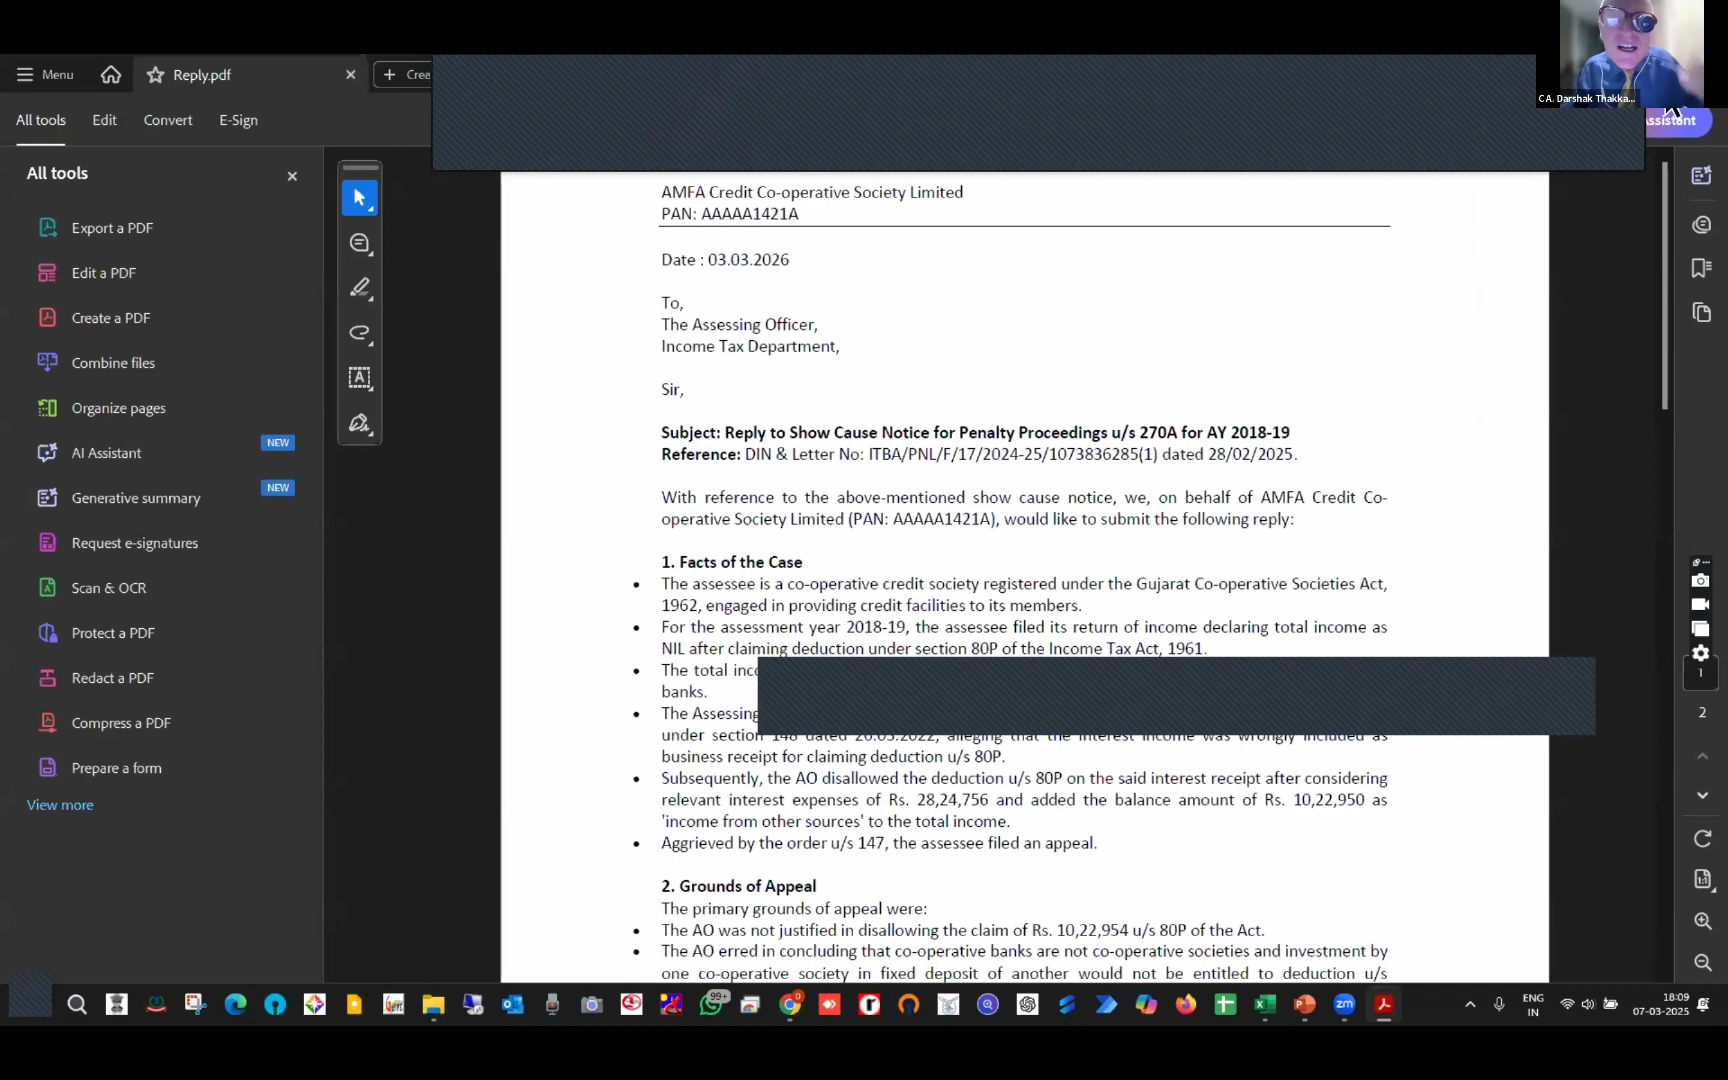 CA. Darshak Thakka...
Menu
Reply.pdf
Crea
All tools
Edit
Convert
E-Sign
Assistant
All tools
Export a PDF
Edit a PDF
Create a PDF
Combine files
Organize pages
AI Assistant NEW
Generative summary NEW
Request e-signatures
Scan & OCR
Protect a PDF
Redact a PDF
Compress a PDF
Prepare a form
View more
AMFA Credit Co-operative Society Limited
PAN: AAAAA1421A
Date : 03.03.2026
To,
The Assessing Officer,
Income Tax Department,
Sir,
Subject: Reply to Show Cause Notice for Penalty Proceedings u/s 270A for AY 2018-19
Reference: DIN & Letter No: ITBA/PNL/F/17/2024-25/1073836285(1) dated 28/02/2025.
With reference to the above-mentioned show cause notice, we, on behalf of AMFA Credit Co-
operative Society Limited (PAN: AAAAA1421A), would like to submit the following reply:
1. Facts of the Case
• The assessee is a co-operative credit society registered under the Gujarat Co-operative Societies Act,
1962, engaged in providing credit facilities to its members.
• For the assessment year 2018-19, the assessee filed its return of income declaring total income as
NIL after claiming deduction under section 80P of the Income Tax Act, 1961.
• The total inc
banks.
• The Assessing
under section 148 dated 26.03.2022, alleging that the interest income was wrongly included as
business receipt for claiming deduction u/s 80P.
• Subsequently, the AO disallowed the deduction u/s 80P on the said interest receipt after considering
relevant interest expenses of Rs. 28,24,756 and added the balance amount of Rs. 10,22,950 as
'income from other sources' to the total income.
• Aggrieved by the order u/s 147, the assessee filed an appeal.
2. Grounds of Appeal
The primary grounds of appeal were:
• The AO was not justified in disallowing the claim of Rs. 10,22,954 u/s 80P of the Act.
• The AO erred in concluding that co-operative banks are not co-operative societies and investment by
one co-operative society in fixed deposit of another would not be entitled to deduction u/s
1
2
99+
ENG
IN
18:09
07-03-2025